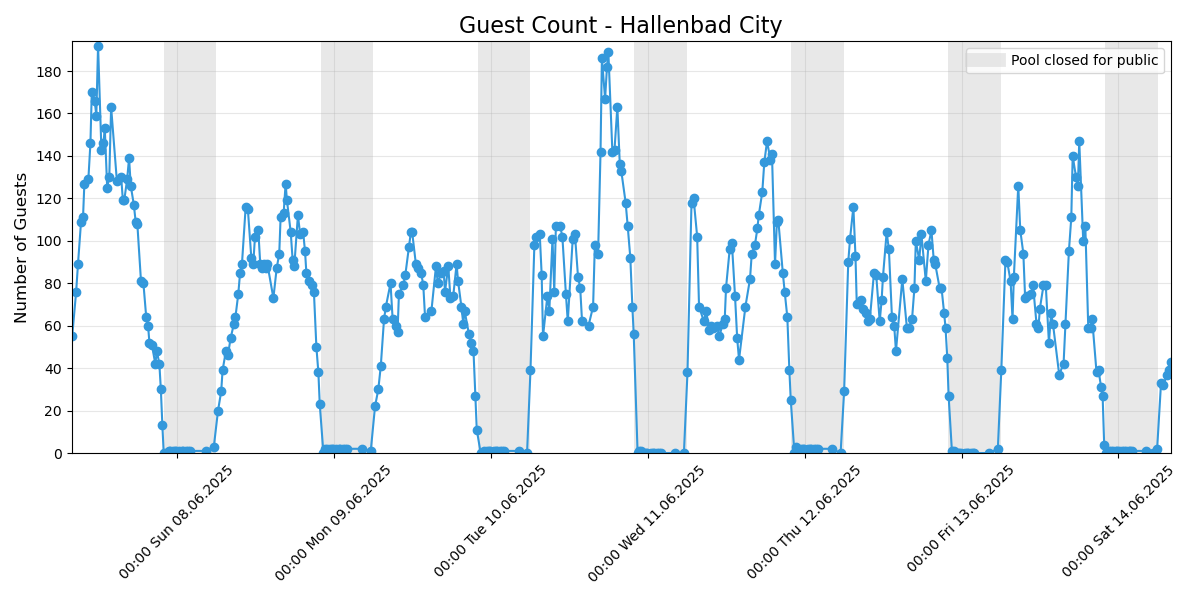 Guest Count - Hallenbad City
Pool closed for public
Number of Guests
180
160
140
120
100
80
60
40
20
0
00:00 Sun 08.06.2025
00:00 Mon 09.06.2025
00:00 Tue 10.06.2025
00:00 Wed 11.06.2025
00:00 Thu 12.06.2025
00:00 Fri 13.06.2025
00:00 Sat 14.06.2025